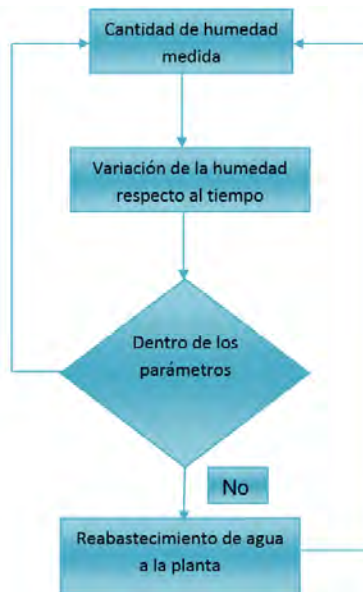 Cantidad de humedad
medida
Variación de la humedad
respecto al tiempo
Dentro de los
parámetros
No
Reabastecimiento de agua
a la planta